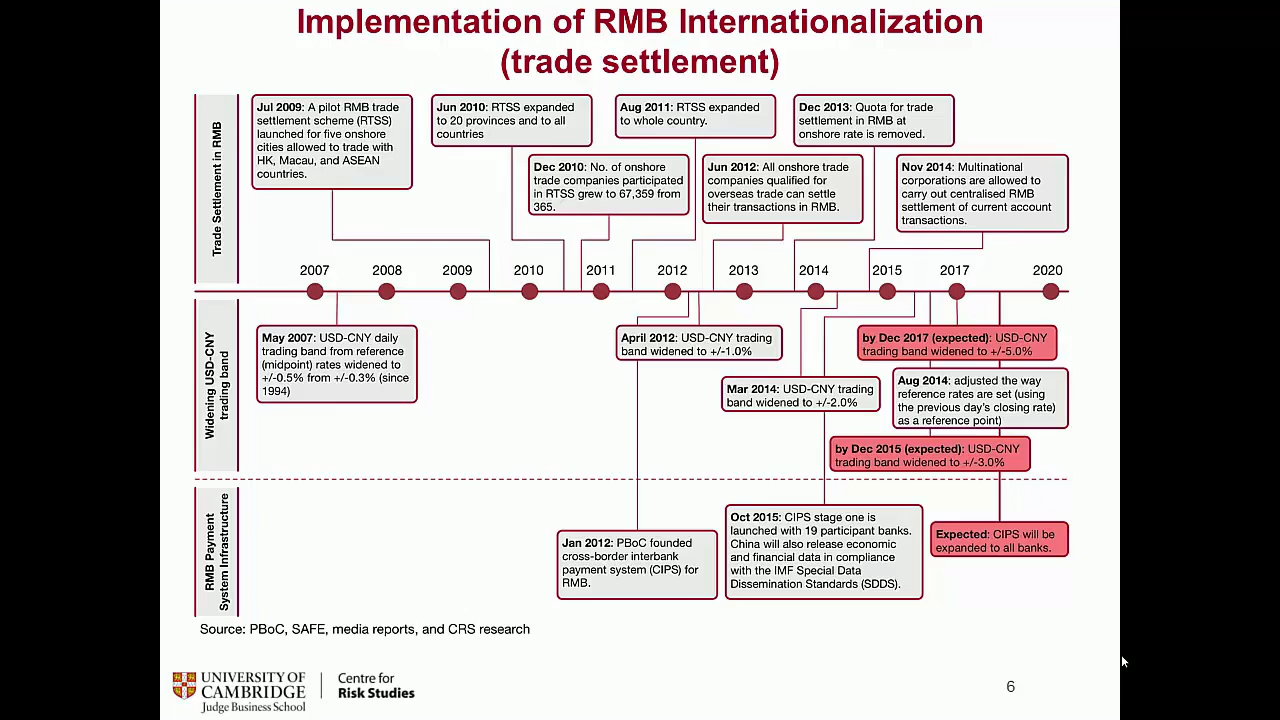 Implementation of RMB Internationalization
(trade settlement)
Trade Settlement in RMB
Jul 2009: A pilot RMB trade
settlement scheme (RTSS)
launched for five onshore
cities allowed to trade with
HK, Macau, and ASEAN
countries.
Jun 2010: RTSS expanded
to 20 provinces and to all
countries
Aug 2011: RTSS expanded
to whole country.
Dec 2013: Quota for trade
settlement in RMB at
onshore rate is removed.
Dec 2010: No. of onshore
trade companies participated
in RTSS grew to 67,359 from
365.
Jun 2012: All onshore trade
companies qualified for
overseas trade can settle
their transactions in RMB.
Nov 2014: Multinational
corporations are allowed to
carry out centralised RMB
settlement of current account
transactions.
2007 2008 2009 2010 2011 2012 2013 2014 2015 2017 2020
Widening USD-CNY
trading band
May 2007: USD-CNY daily
trading band from reference
(midpoint) rates widened to
+/-0.5% from +/-0.3% (since
1994)
April 2012: USD-CNY trading
band widened to +/-1.0%
by Dec 2017 (expected): USD-CNY
trading band widened to +/-5.0%
Mar 2014: USD-CNY trading
band widened to +/-2.0%
Aug 2014: adjusted the way
reference rates are set (using
the previous day's closing rate)
as a reference point)
by Dec 2015 (expected): USD-CNY
trading band widened to +/-3.0%
RMB Payment
System Infrastructure
Jan 2012: PBoC founded
cross-border interbank
payment system (CIPS) for
RMB.
Oct 2015: CIPS stage one is
launched with 19 participant banks.
China will also release economic
and financial data in compliance
with the IMF Special Data
Dissemination Standards (SDDS).
Expected: CIPS will be
expanded to all banks.
Source: PBoC, SAFE, media reports, and CRS research
UNIVERSITY OF
CAMBRIDGE
Judge Business School
Centre for
Risk Studies
6